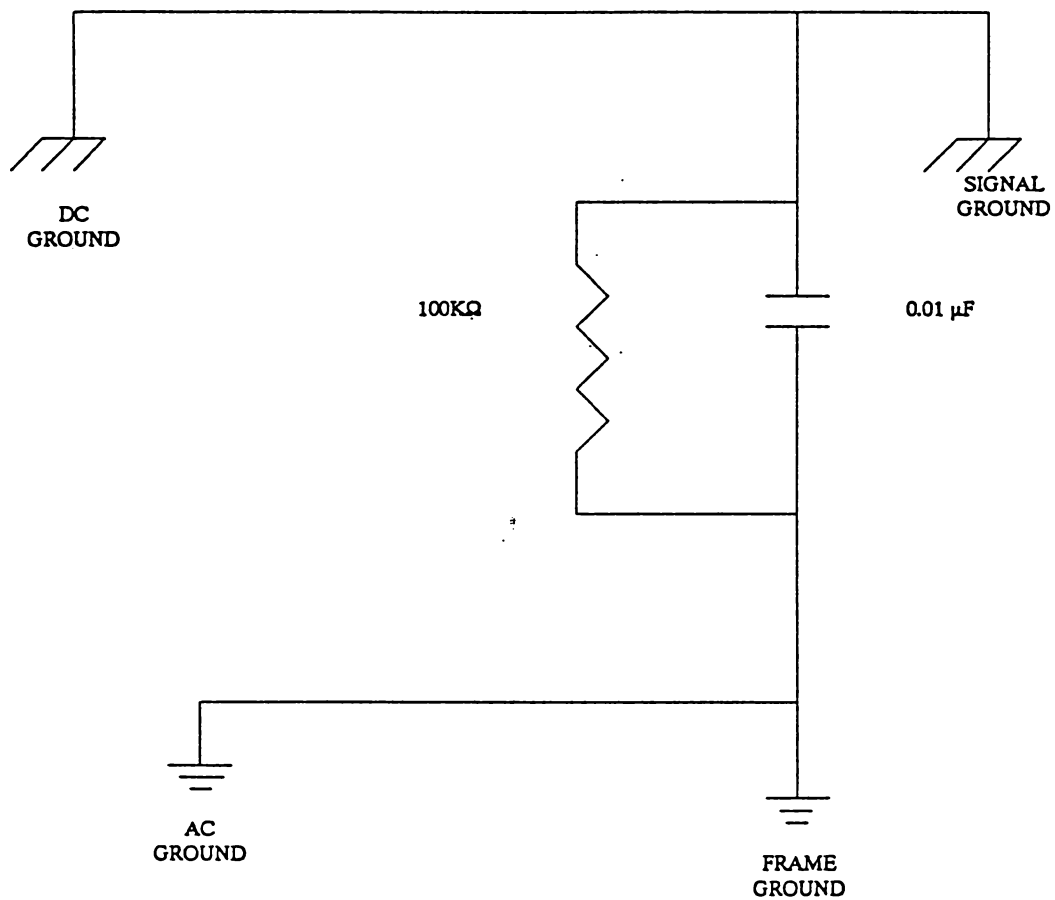 DC
GROUND
SIGNAL
GROUND
100KΩ
0.01 µF
AC
GROUND
FRAME
GROUND